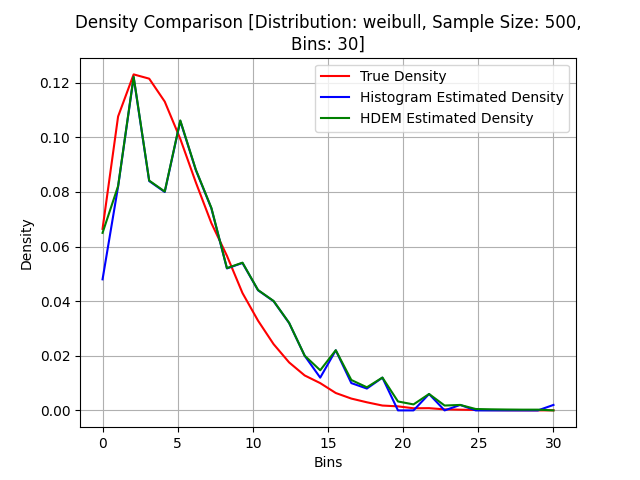 Density Comparison [Distribution: weibull, Sample Size: 500,
Bins: 30]
True Density
Histogram Estimated Density
HDEM Estimated Density
Density
0.12
0.10
0.08
0.06
0.04
0.02
0.00
0 5 10 15 20 25 30
Bins